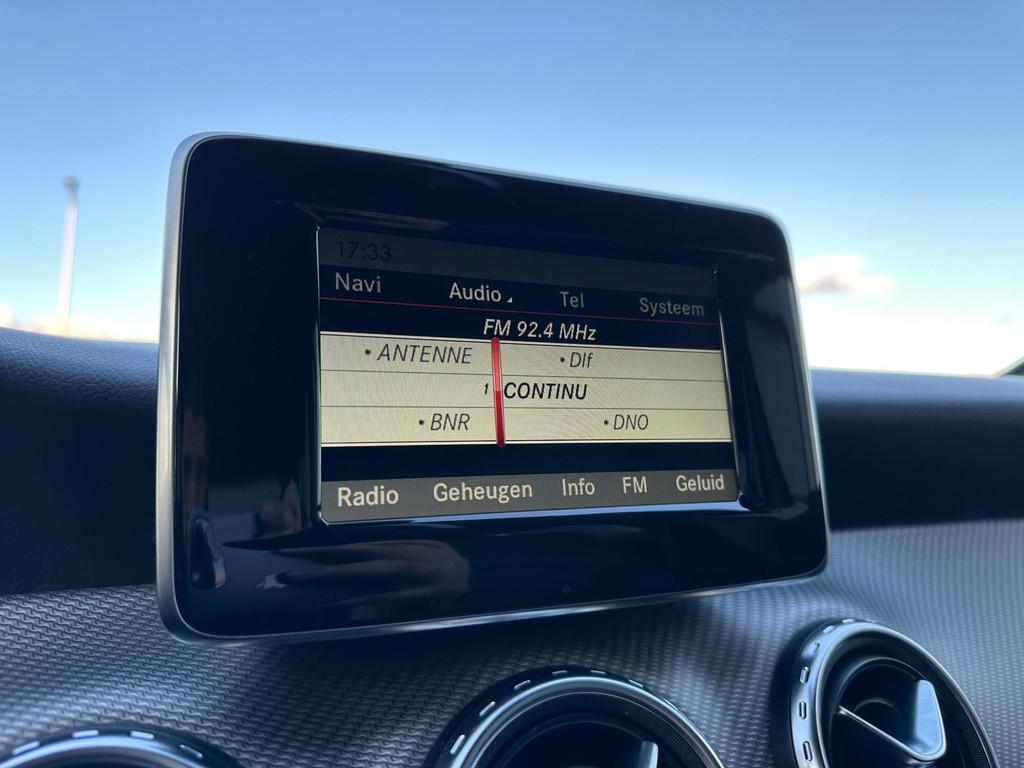 17:33
Navi Audio Tel Systeem
FM 92.4 MHz
• ANTENNE • Dlf
1 CONTINU
• BNR • DNO
Radio Geheugen Info FM Geluid